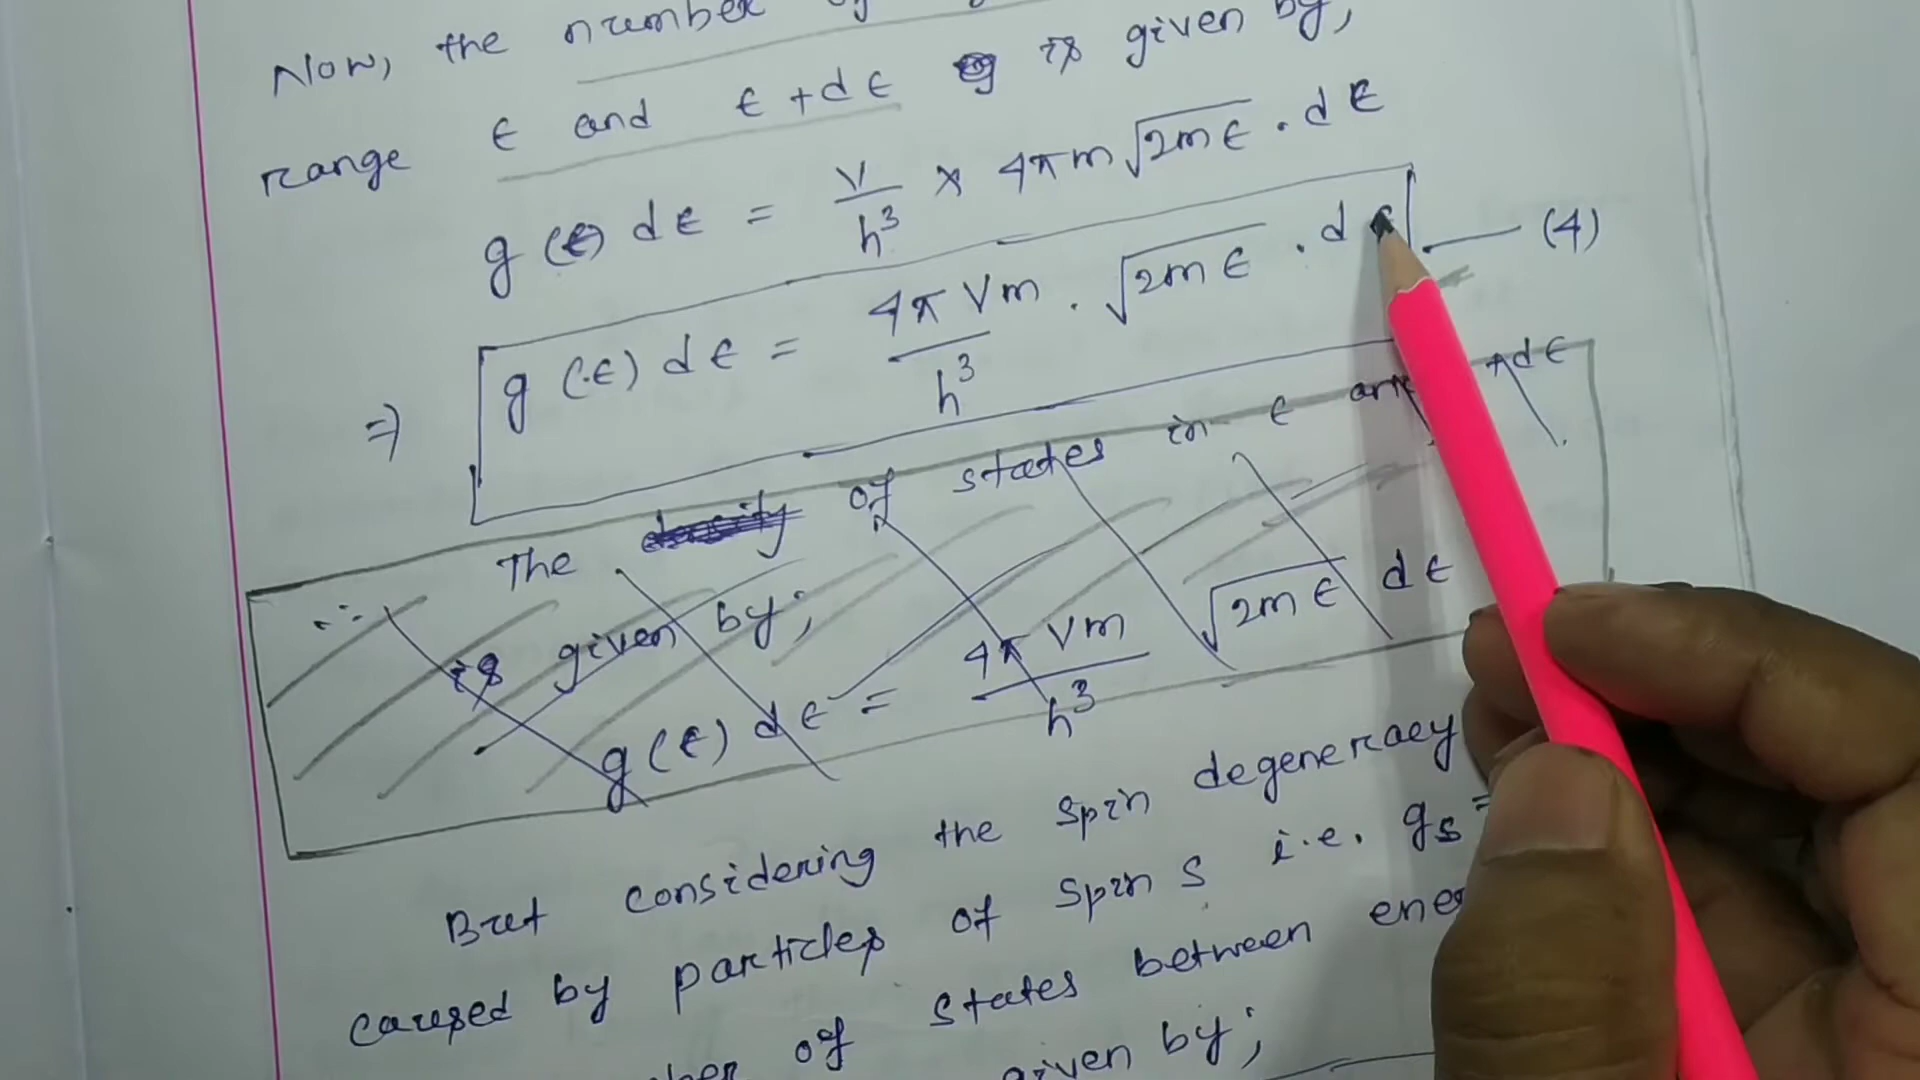 Now, the number
range ε and ε + dε is given by,
g (ε) dε = V/h³ × 4πm √2mε . dε
⇒ g (ε) dε = 4πVm/h³ . √2mε . dε — (4)
∴ The of states in ε and + dε
is given by;
g (ε) dε = 4πVm/h³ √2mε dε
But considering the spin degeneracy
caused by particles of spin s i.e. gs =
of states between
given by;